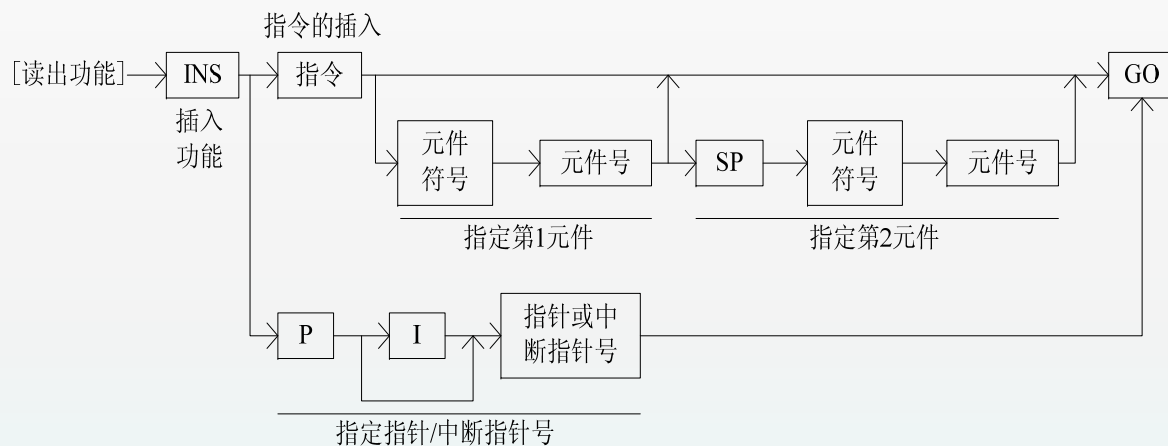 指令的插入
[读出功能]
INS
指令
GO
插入
功能
元件
符号
元件号
SP
元件
符号
元件号
指定第1元件
指定第2元件
P
I
指针或中
断指针号
指定指针/中断指针号